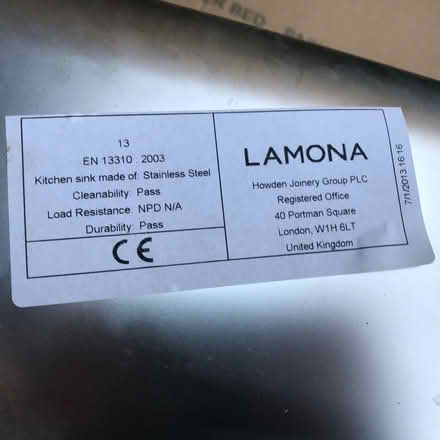 13
EN 13310 : 2003
Kitchen sink made of: Stainless Steel
Cleanability: Pass
Load Resistance: NPD N/A
Durability: Pass
CE
LAMONA
Howden Joinery Group PLC
Registered Office
40 Portman Square
London, W1H 6LT
United Kingdom
7/1/2013 16:16